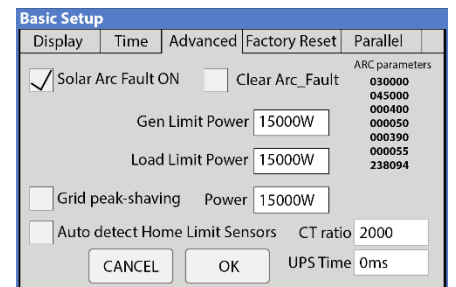 Basic Setup
Display Time Advanced Factory Reset Parallel
Solar Arc Fault ON Clear Arc_Fault
ARC parameters
030000
045000
000400
000050
000390
000055
238094
Gen Limit Power 15000W
Load Limit Power 15000W
Grid peak-shaving Power 15000W
Auto detect Home Limit Sensors CT ratio 2000
CANCEL OK UPS Time 0ms